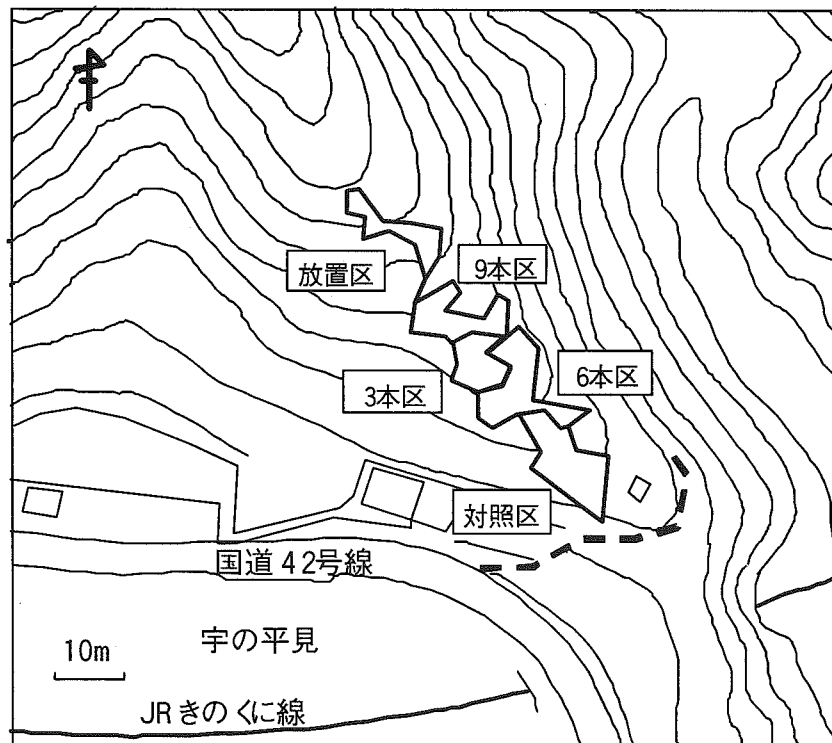 放置区
9本区
6本区
3本区
対照区
国道42号線
宇の平見
10m
JRきのくに線